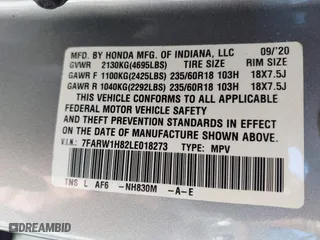 MFD. BY HONDA MFG. OF INDIANA, LLC 09/'20
GVWR 2130KG(4695LBS) TIRE SIZE RIM SIZE
GAWR F 1100KG(2425LBS) 235/60R18 103H 18X7.5J
GAWR R 1040KG(2292LBS) 235/60R18 103H 18X7.5J
THIS VEHICLE CONFORMS TO ALL APPLICABLE
FEDERAL MOTOR VEHICLE SAFETY
AND THEFT PREVENTION STANDARDS
IN EFFECT ON THE DATE OF
MANUFACTURE SHOWN ABOVE.
VIN: 7FARW1H82LE018273 TYPE: MPV
TNS L AF6 -NH830M -A-E
DREAMBID